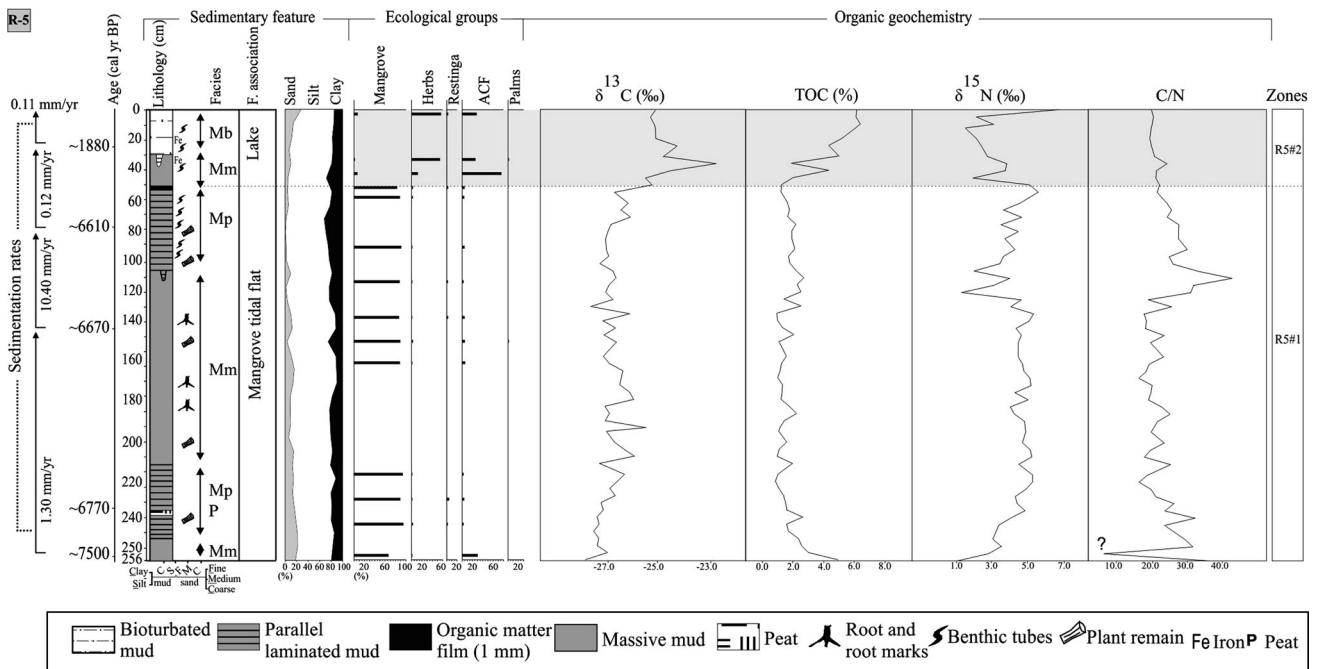 R-5
Sedimentary feature
Ecological groups
Organic geochemistry
Age (cal yr BP)
Lithology (cm)
Facies
F. association
Sand
Silt
Clay
Mangrove
Herbs
Restinga
ACF
Palms
δ13C (‰)
TOC (%)
δ15N (‰)
C/N
Zones
Sedimentation rates
0.11 mm/yr
0.12 mm/yr
10.40 mm/yr
1.30 mm/yr
~1880
~6610
~6670
~6770
~7500
0
20
40
60
80
100
120
140
160
180
200
220
240
250
256
Fe
Fe
Mb
Mm
Mp
Mm
Mp
P
Mm
Lake
Mangrove tidal flat
R5#2
R5#1
?
0 20 40 60 80 100
(%)
20 60 100
(%)
20 60 20 20 60 100 20
-27.0 -25.0 -23.0
0.0 2.0 4.0 6.0 8.0
1.0 3.0 5.0 7.0
10.0 20.0 30.0 40.0
C S F M C
Clay
Silt
mud
sand
Fine
Medium
Coarse
Bioturbated mud
Parallel laminated mud
Organic matter film (1 mm)
Massive mud
Peat
Root and root marks
Benthic tubes
Plant remain
Fe Iron
P Peat